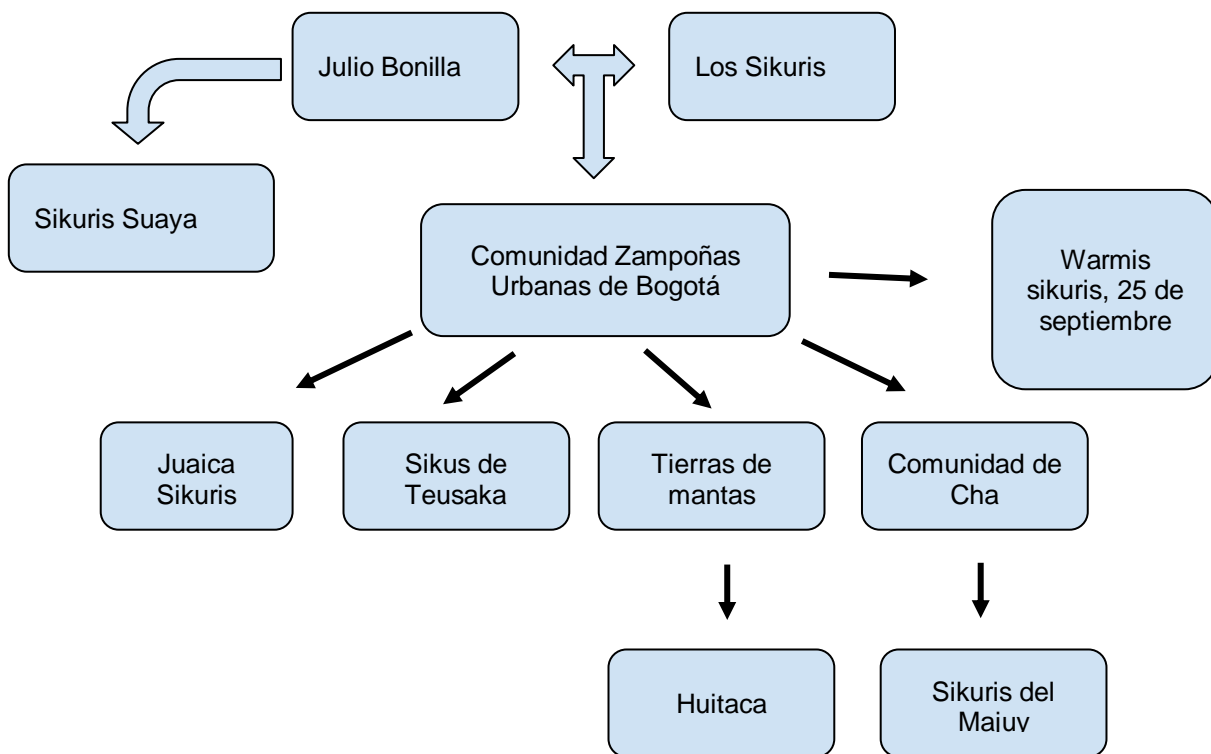 Julio Bonilla
Los Sikuris
Sikuris Suaya
Comunidad Zampoñas
Urbanas de Bogotá
Warmis
sikuris, 25 de
septiembre
Juaica
Sikuris
Sikus de
Teusaka
Tierras de
mantas
Comunidad de
Cha
Huitaca
Sikuris del
Majuy